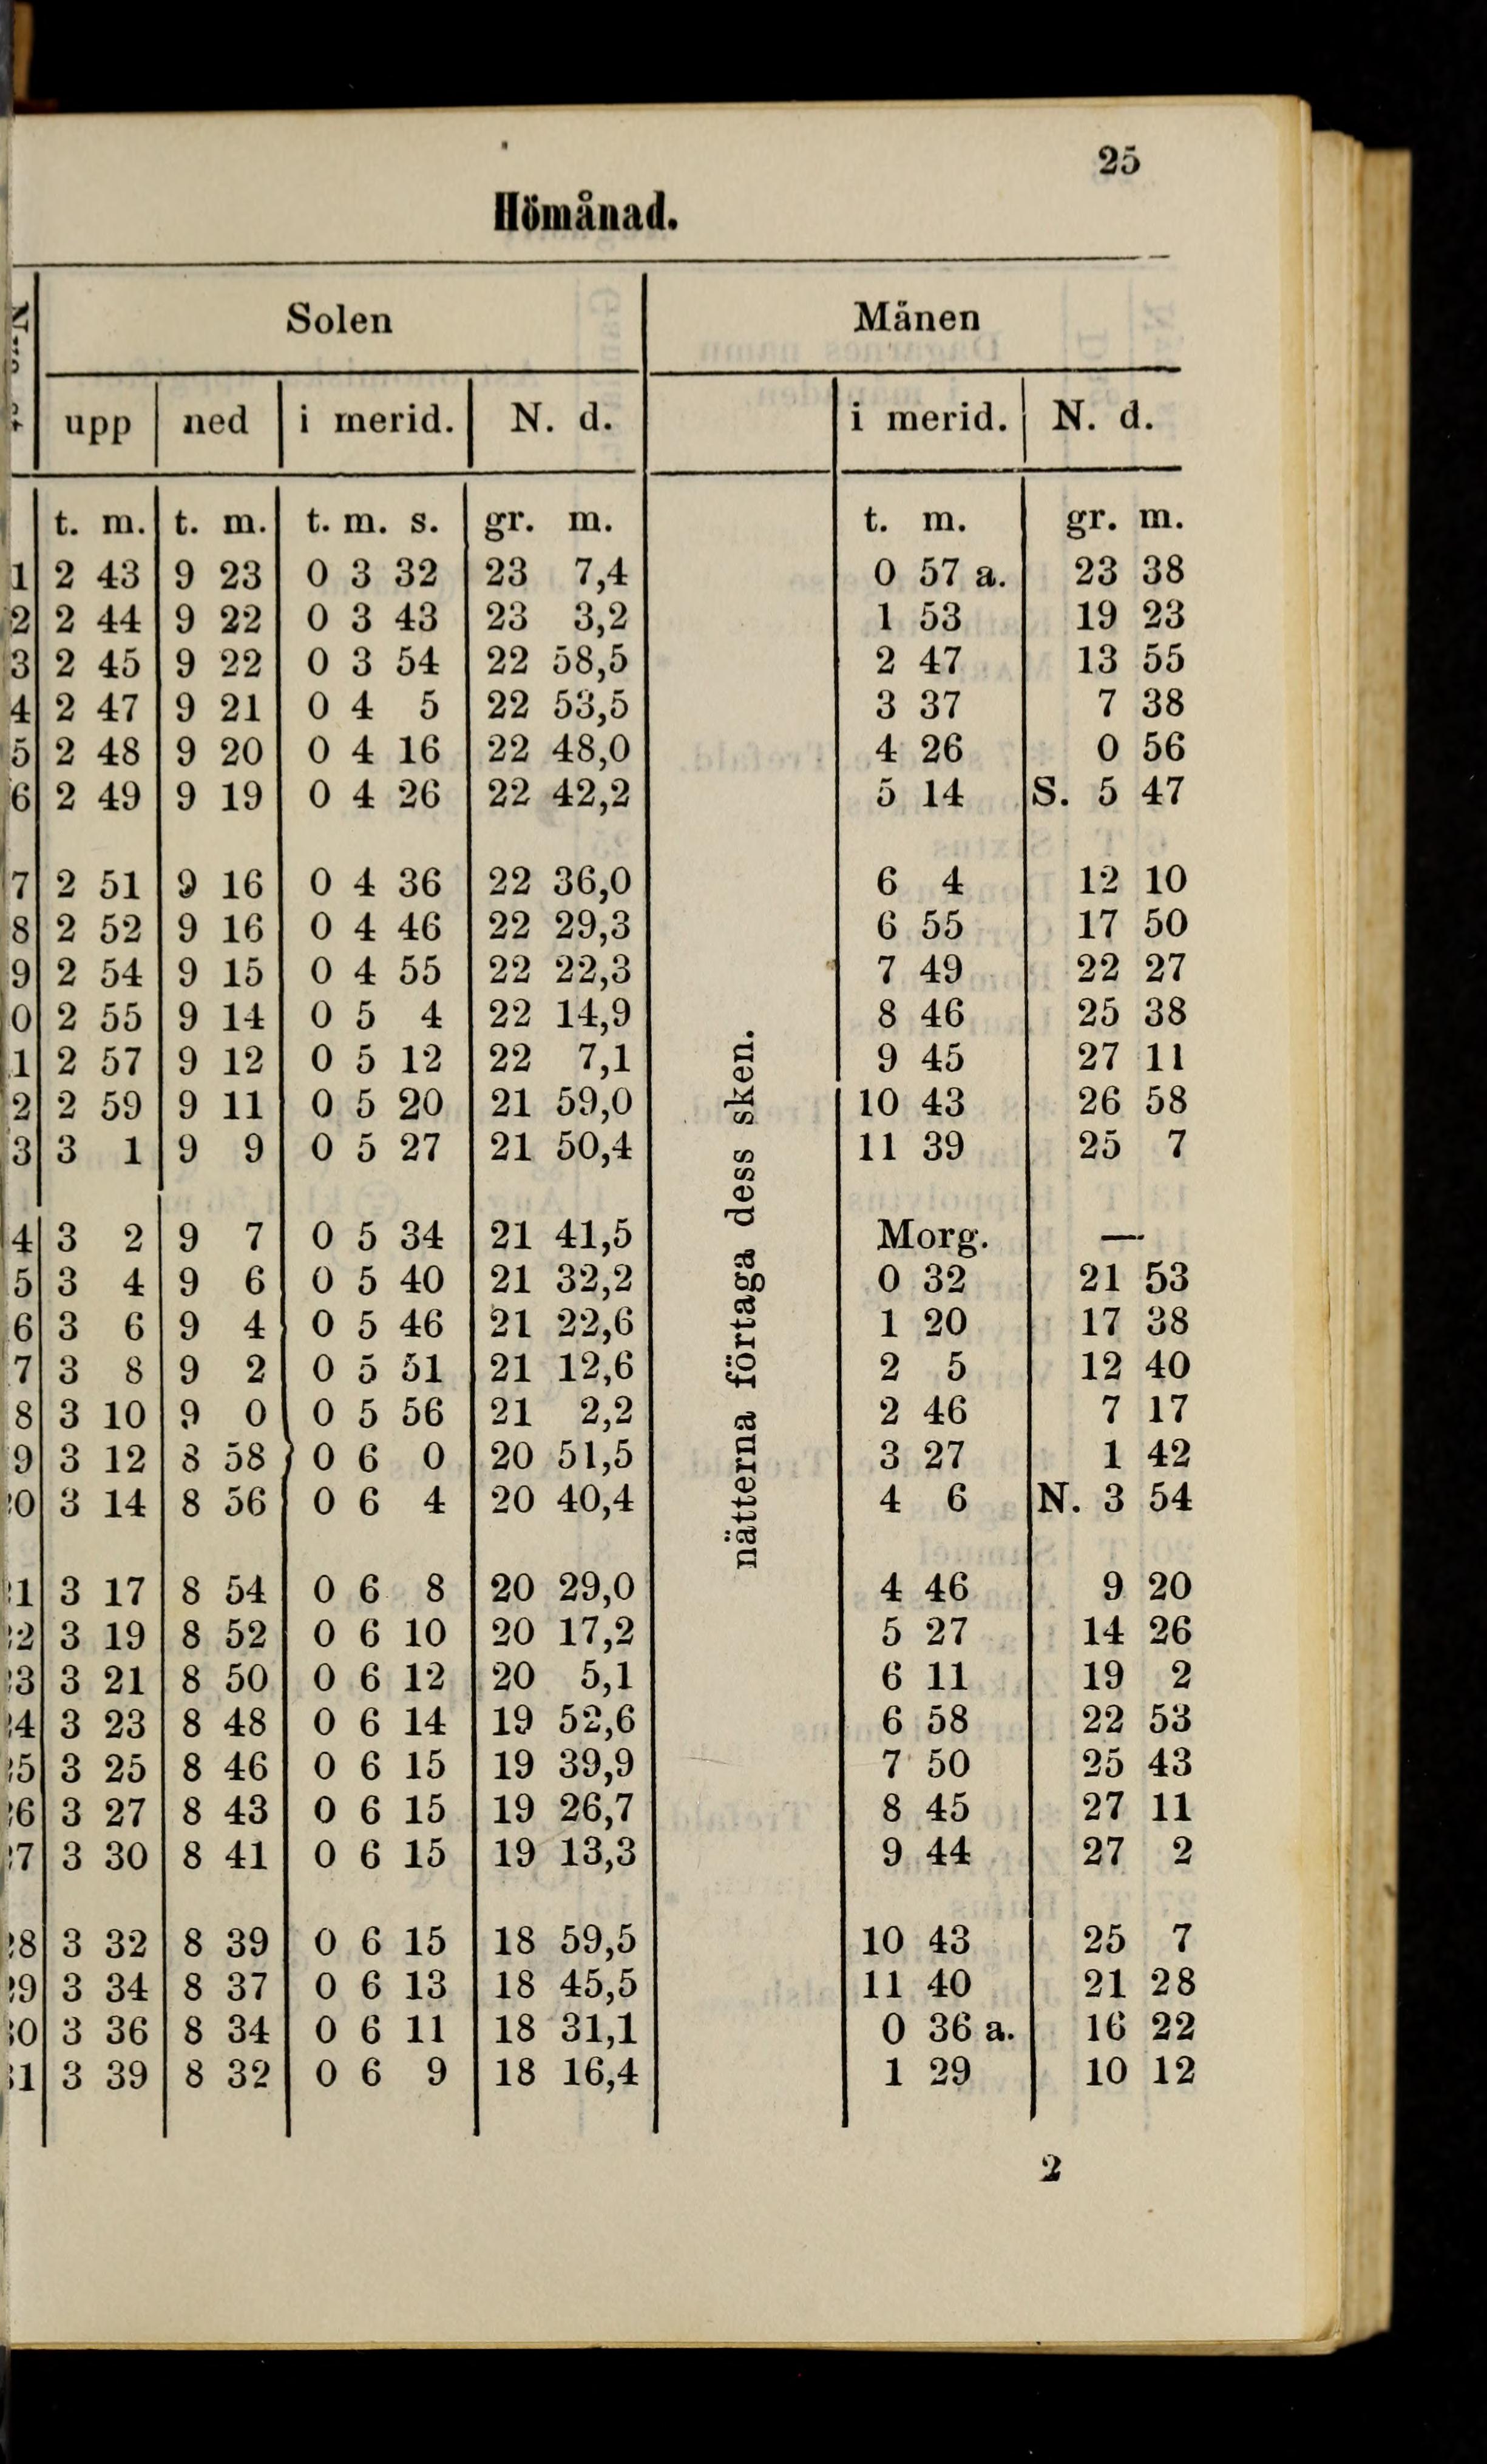 25
Hömånad.
Solen Månen
upp ned i merid. N. d. i merid. N. d.
t. m. t. m. t. m. s. gr. m. t. m. gr. m.
1 2 43 9 23 0 3 32 23 7,4 0 57 a. 23 38
2 2 44 9 22 0 3 43 23 3,2 1 53 19 23
3 2 45 9 22 0 3 54 22 58,5 2 47 13 55
4 2 47 9 21 0 4 5 22 53,5 3 37 7 38
5 2 48 9 20 0 4 16 22 48,0 4 26 0 56
6 2 49 9 19 0 4 26 22 42,2 5 14 S. 5 47
7 2 51 9 16 0 4 36 22 36,0 6 4 12 10
8 2 52 9 16 0 4 46 22 29,3 6 55 17 50
9 2 54 9 15 0 4 55 22 22,3 7 49 22 27
0 2 55 9 14 0 5 4 22 14,9 8 46 25 38
1 2 57 9 12 0 5 12 22 7,1 9 45 27 11
2 2 59 9 11 0 5 20 21 59,0 10 43 26 58
3 3 1 9 9 0 5 27 21 50,4 11 39 25 7
4 3 2 9 7 0 5 34 21 41,5 Morg. —
5 3 4 9 6 0 5 40 21 32,2 0 32 21 53
6 3 6 9 4 0 5 46 21 22,6 1 20 17 38
7 3 8 9 2 0 5 51 21 12,6 2 5 12 40
8 3 10 9 0 0 5 56 21 2,2 2 46 7 17
9 3 12 8 58 0 6 0 20 51,5 3 27 1 42
0 3 14 8 56 0 6 4 20 40,4 4 6 N. 3 54
1 3 17 8 54 0 6 8 20 29,0 4 46 9 20
2 3 19 8 52 0 6 10 20 17,2 5 27 14 26
3 3 21 8 50 0 6 12 20 5,1 6 11 19 2
4 3 23 8 48 0 6 14 19 52,6 6 58 22 53
5 3 25 8 46 0 6 15 19 39,9 7 50 25 43
6 3 27 8 43 0 6 15 19 26,7 8 45 27 11
7 3 30 8 41 0 6 15 19 13,3 9 44 27 2
8 3 32 8 39 0 6 15 18 59,5 10 43 25 7
9 3 34 8 37 0 6 13 18 45,5 11 40 21 28
0 3 36 8 34 0 6 11 18 31,1 0 36 a. 16 22
1 3 39 8 32 0 6 9 18 16,4 1 29 10 12
nätterna förtaga dess sken.
2